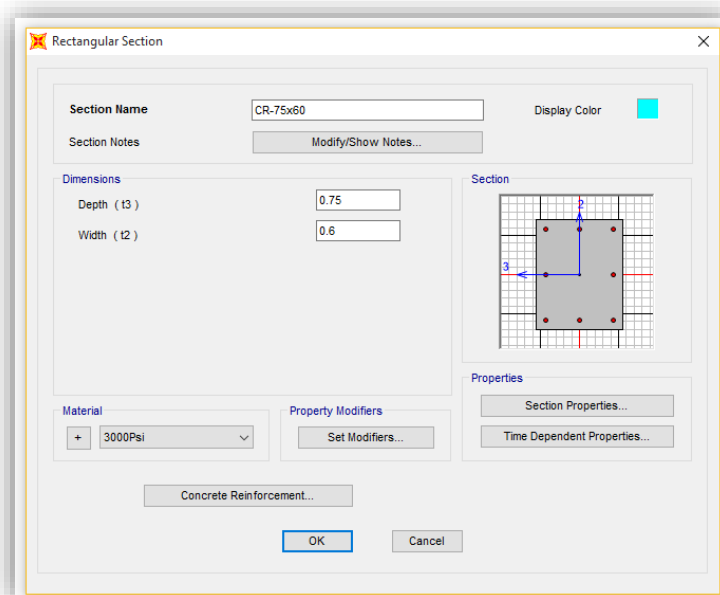 Rectangular Section
Section Name CR-75x60 Display Color
Section Notes Modify/Show Notes...
Dimensions
Depth ( t3 ) 0.75
Width ( t2 ) 0.6
Section
2
3
Properties
Section Properties...
Time Dependent Properties...
Material
+ 3000Psi
Property Modifiers
Set Modifiers...
Concrete Reinforcement...
OK Cancel